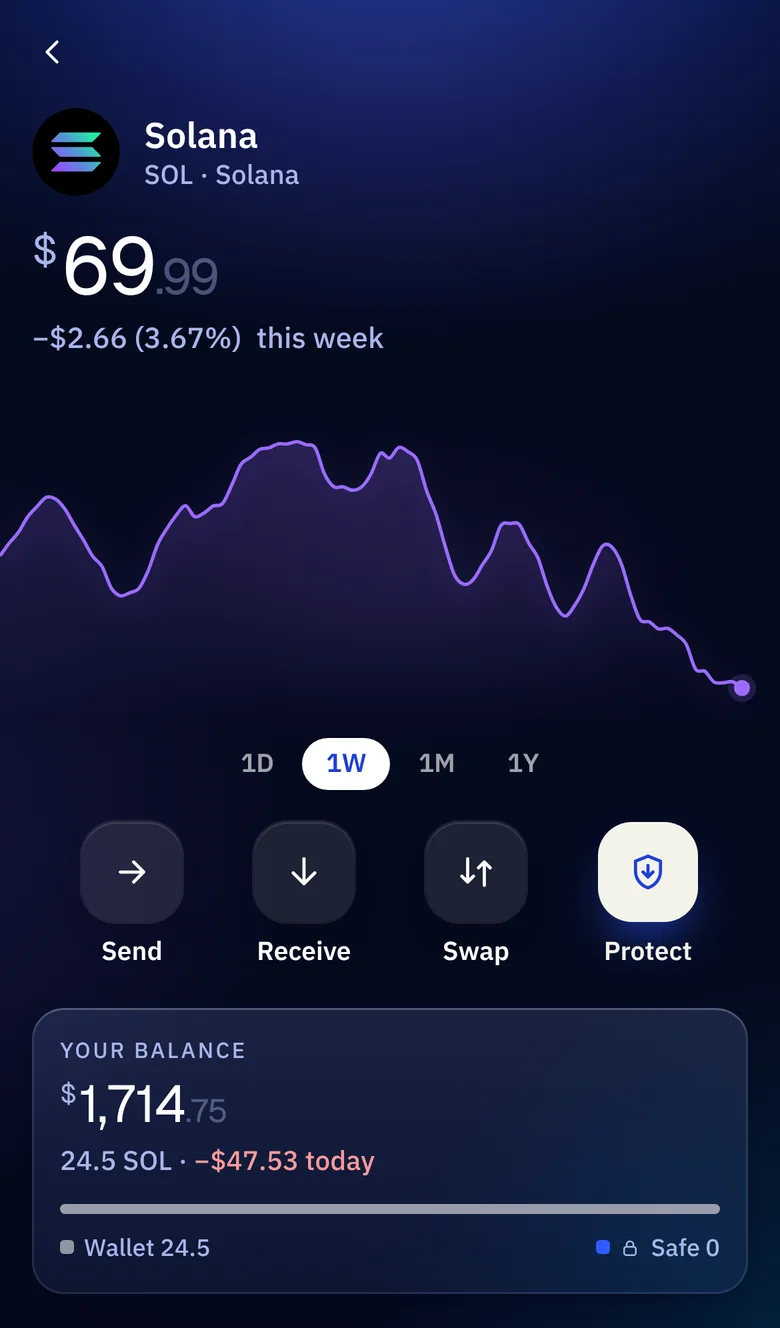 Solana
SOL · Solana
$69.99
–$2.66 (3.67%) this week
1D 1W 1M 1Y
Send Receive Swap Protect
YOUR BALANCE
$1,714.75
24.5 SOL · –$47.53 today
Wallet 24.5 Safe 0